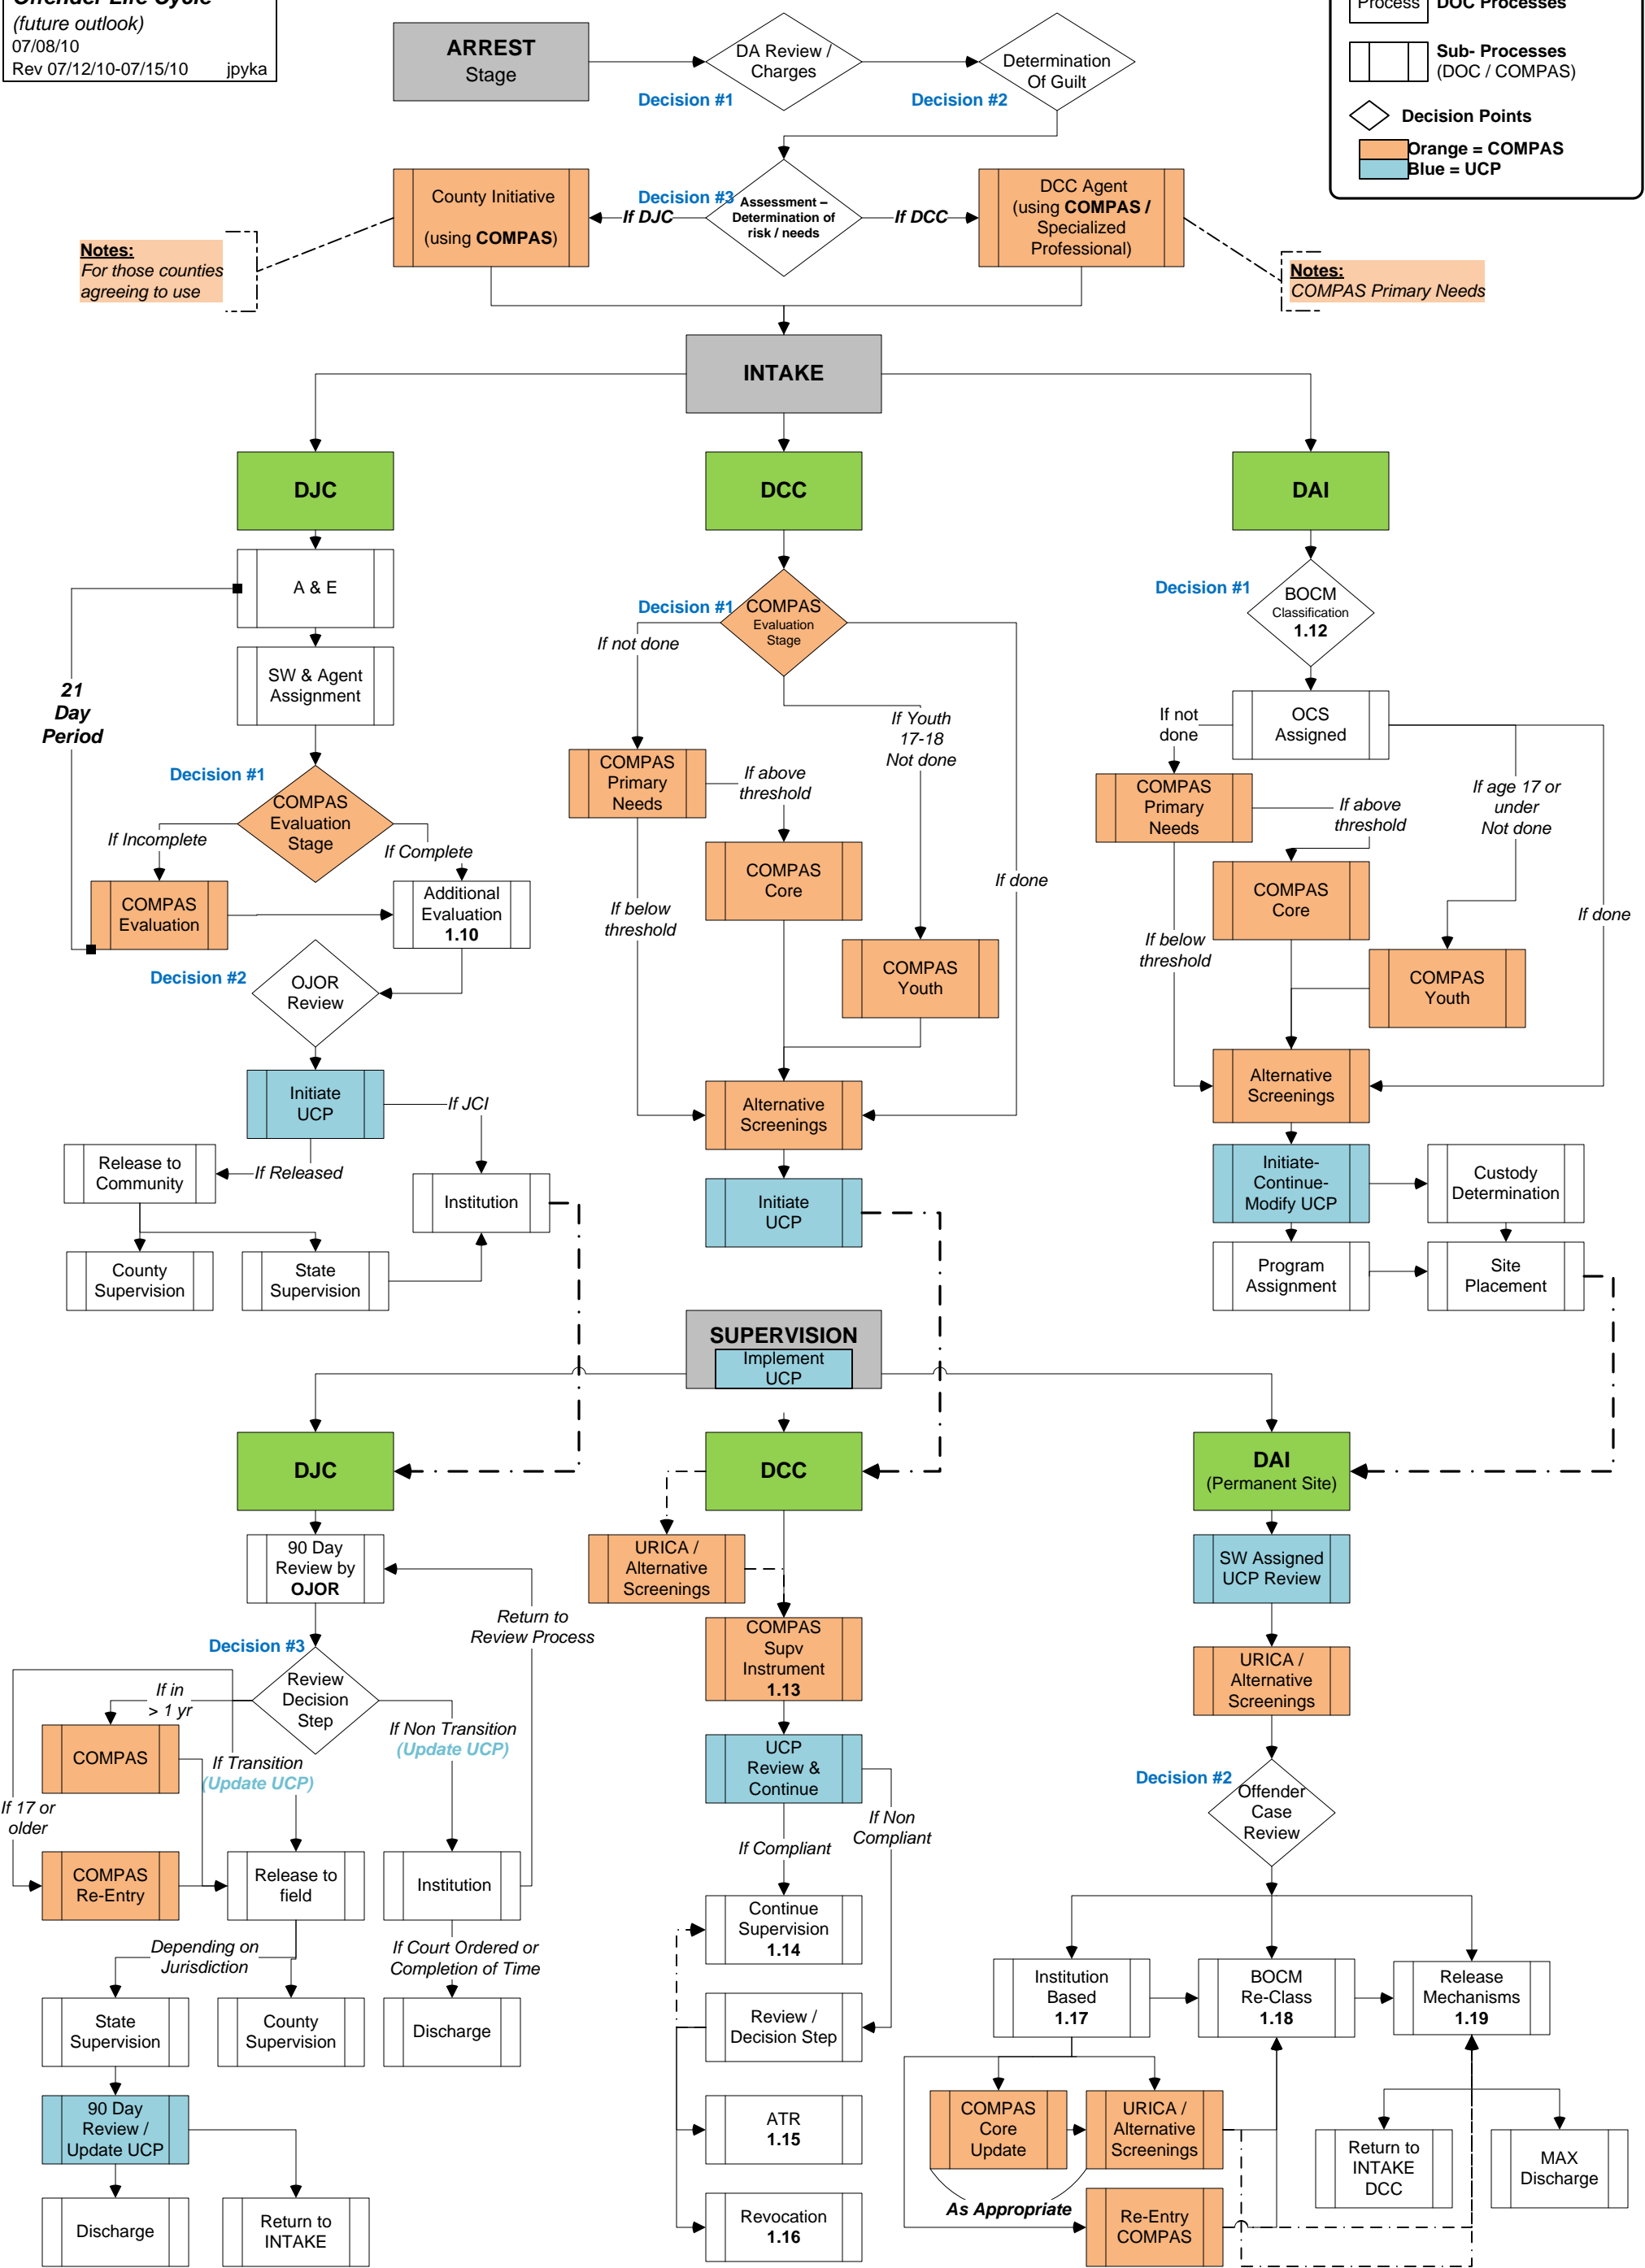 Offender Life Cycle
(future outlook)
07/08/10
Rev 07/12/10-07/15/10 jpyka
Process DOC Processes
Sub- Processes
(DOC / COMPAS)
Decision Points
Orange = COMPAS
Blue = UCP
ARREST
Stage
DA Review /
Charges
Decision #1
Determination
Of Guilt
Decision #2
County Initiative
(using COMPAS)
Decision #3
Assessment –
Determination of
risk / needs
If DJC
If DCC
DCC Agent
(using COMPAS /
Specialized
Professional)
Notes:
For those counties
agreeing to use
Notes:
COMPAS Primary Needs
INTAKE
DJC
DCC
DAI
A & E
SW & Agent
Assignment
21
Day
Period
Decision #1
COMPAS
Evaluation
Stage
If Incomplete
If Complete
COMPAS
Evaluation
Additional
Evaluation
1.10
Decision #2
OJOR
Review
Initiate
UCP
If JCI
If Released
Release to
Community
Institution
County
Supervision
State
Supervision
Decision #1
COMPAS
Evaluation
Stage
If not done
If Youth
17-18
Not done
COMPAS
Primary
Needs
If above
threshold
COMPAS
Core
If done
If below
threshold
COMPAS
Youth
Alternative
Screenings
Initiate
UCP
Decision #1
BOCM
Classification
1.12
OCS
Assigned
If not
done
COMPAS
Primary
Needs
If above
threshold
If age 17 or
under
Not done
COMPAS
Core
If done
If below
threshold
COMPAS
Youth
Alternative
Screenings
Initiate-
Continue-
Modify UCP
Custody
Determination
Program
Assignment
Site
Placement
SUPERVISION
Implement
UCP
DJC
DCC
DAI
(Permanent Site)
90 Day
Review by
OJOR
Return to
Review Process
Decision #3
Review
Decision
Step
If in
> 1 yr
COMPAS
If Transition
(Update UCP)
If Non Transition
(Update UCP)
If 17 or
older
COMPAS
Re-Entry
Release to
field
Institution
Depending on
Jurisdiction
If Court Ordered or
Completion of Time
State
Supervision
County
Supervision
Discharge
90 Day
Review /
Update UCP
Discharge
Return to
INTAKE
URICA /
Alternative
Screenings
COMPAS
Supv
Instrument
1.13
UCP
Review &
Continue
If Compliant
If Non
Compliant
Continue
Supervision
1.14
Review /
Decision Step
ATR
1.15
Revocation
1.16
SW Assigned
UCP Review
URICA /
Alternative
Screenings
Decision #2
Offender
Case
Review
Institution
Based
1.17
BOCM
Re-Class
1.18
Release
Mechanisms
1.19
COMPAS
Core
Update
URICA /
Alternative
Screenings
As Appropriate
Re-Entry
COMPAS
Return to
INTAKE
DCC
MAX
Discharge